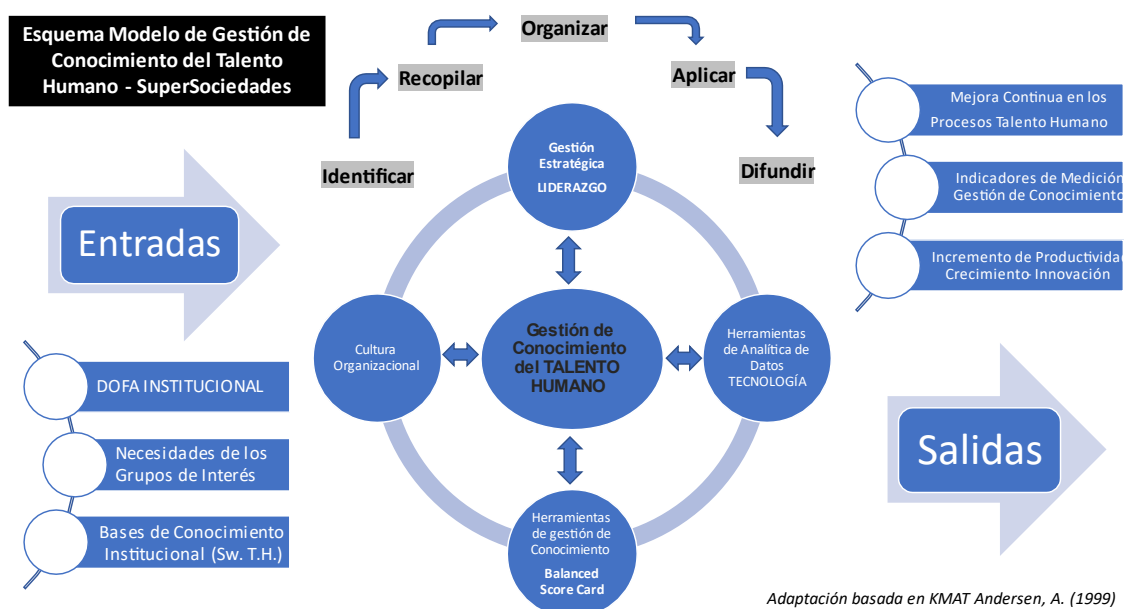 Esquema Modelo de Gestión de
Conocimiento del Talento
Humano - SuperSociedades
Identificar
Recopilar
Organizar
Aplicar
Difundir
Entradas
DOFA INSTITUCIONAL
Necesidades de los
Grupos de Interés
Bases de Conocimiento
Institucional (Sw. T.H.)
Gestión
Estratégica
LIDERAZGO
Cultura
Organizacional
Gestión de
Conocimiento
del TALENTO
HUMANO
Herramientas
de Analítica de
Datos
TECNOLOGÍA
Herramientas
de gestión de
Conocimiento
Balanced
Score Card
Mejora Continua en los
Procesos Talento Humano
Indicadores de Medición
Gestión de Conocimiento
Incremento de Productividad
Crecimiento- Innovación
Salidas
Adaptación basada en KMAT Andersen, A. (1999)